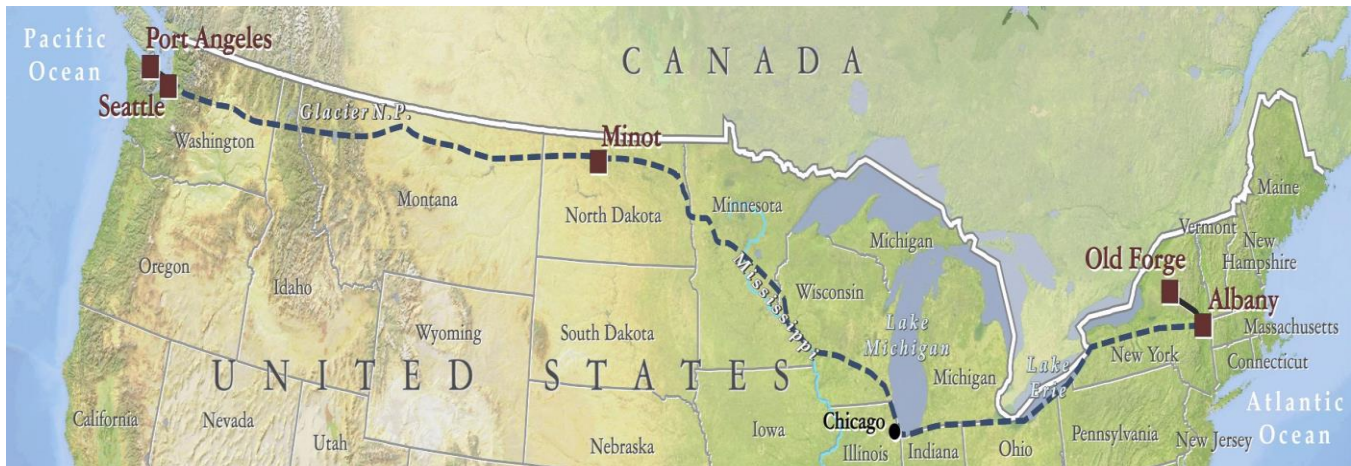 Pacific
Ocean
Port Angeles
Seattle
Washington
Glacier N.P.
CANADA
Minot
Montana
North Dakota
Minnesota
Michigan
Maine
Vermont
New
Hampshire
Old Forge
Albany
Massachusetts
Connecticut
New York
Oregon
Idaho
Wyoming
South Dakota
Mississippi
Wisconsin
Lake
Michigan
Michigan
Lake
Erie
UNITED STATES
California
Nevada
Utah
Nebraska
Iowa
Chicago
Illinois
Indiana
Ohio
Pennsylvania
New Jersey
Atlantic
Ocean